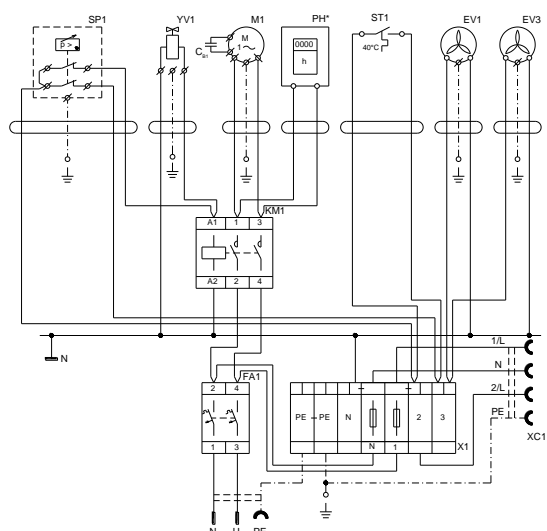 SP1
YV1
M1
PH*
ST1
EV1
EV3
p >
C B1
M
1 ~
0000
h
40°C
KM1
A1 1 3
A2 2 4
N
1/L
N
2/L
PE
XC1
FA1
2 4
1 3
PE PE N 2 3
N 1
X1
N U PE